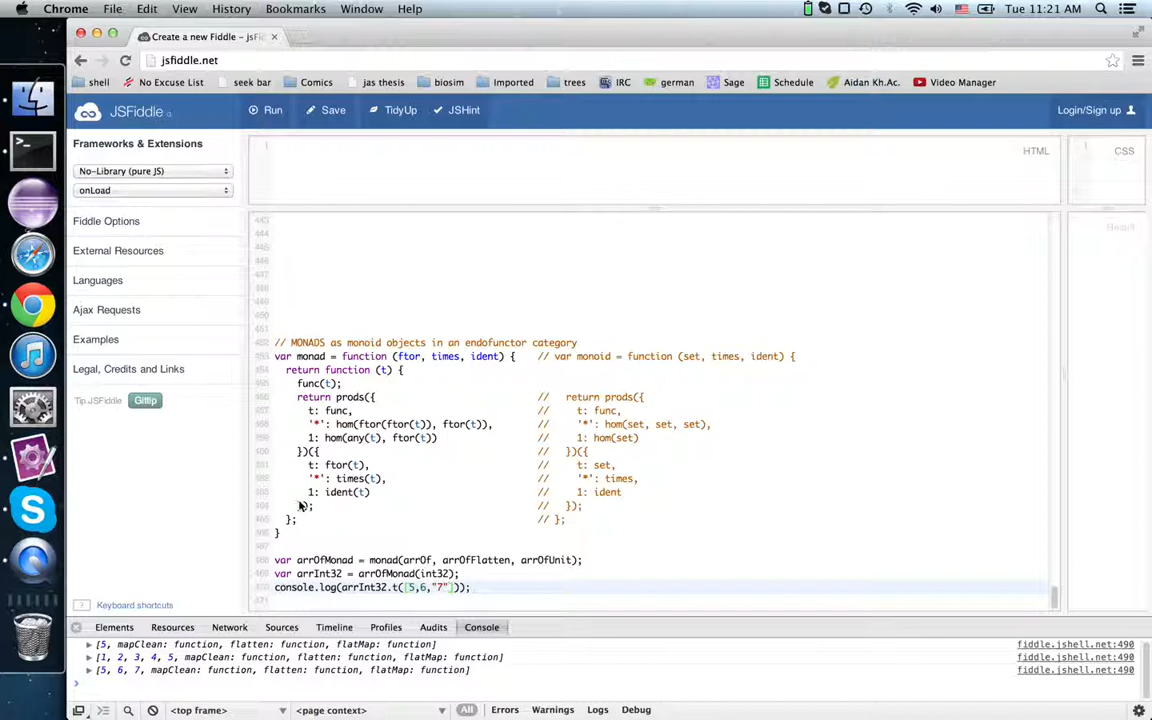 Chrome File Edit View History Bookmarks Window Help Tue 11:21 AM
Create a new Fiddle - jsFi
jsfiddle.net
shell No Excuse List seek bar Comics jas thesis biosim Imported trees IRC german Sage Schedule Aidan Kh.Ac. Video Manager
JSFiddle Run Save TidyUp JSHint Login/Sign up
Frameworks & Extensions
No-Library (pure JS)
onLoad
Fiddle Options
External Resources
Languages
Ajax Requests
Examples
Legal, Credits and Links
Tip JSFiddle Gittip
Keyboard shortcuts
HTML
CSS
Result
// MONADS as monoid objects in an endofunctor category
var monad = function (ftor, times, ident) { // var monoid = function (set, times, ident) {
return function (t) {
func(t);
return prods({ // return prods({
t: func, // t: func,
'*': hom(ftor(ftor(t)), ftor(t)), // '*': hom(set, set, set),
1: hom(any(t), ftor(t)) // 1: hom(set)
})({ // })({
t: ftor(t), // t: set,
'*': times(t), // '*': times,
1: ident(t) // 1: ident
}); // });
}; // };
}
var arrOfMonad = monad(arrOf, arrOfFlatten, arrOfUnit);
var arrInt32 = arrOfMonad(int32);
console.log(arrInt32.t([5,6,"7"]));
Elements Resources Network Sources Timeline Profiles Audits Console
[5, mapClean: function, flatten: function, flatMap: function] fiddle.jshell.net:490
[1, 2, 3, 4, 5, mapClean: function, flatten: function, flatMap: function] fiddle.jshell.net:490
[5, 6, 7, mapClean: function, flatten: function, flatMap: function] fiddle.jshell.net:490
<top frame> <page context> All Errors Warnings Logs Debug